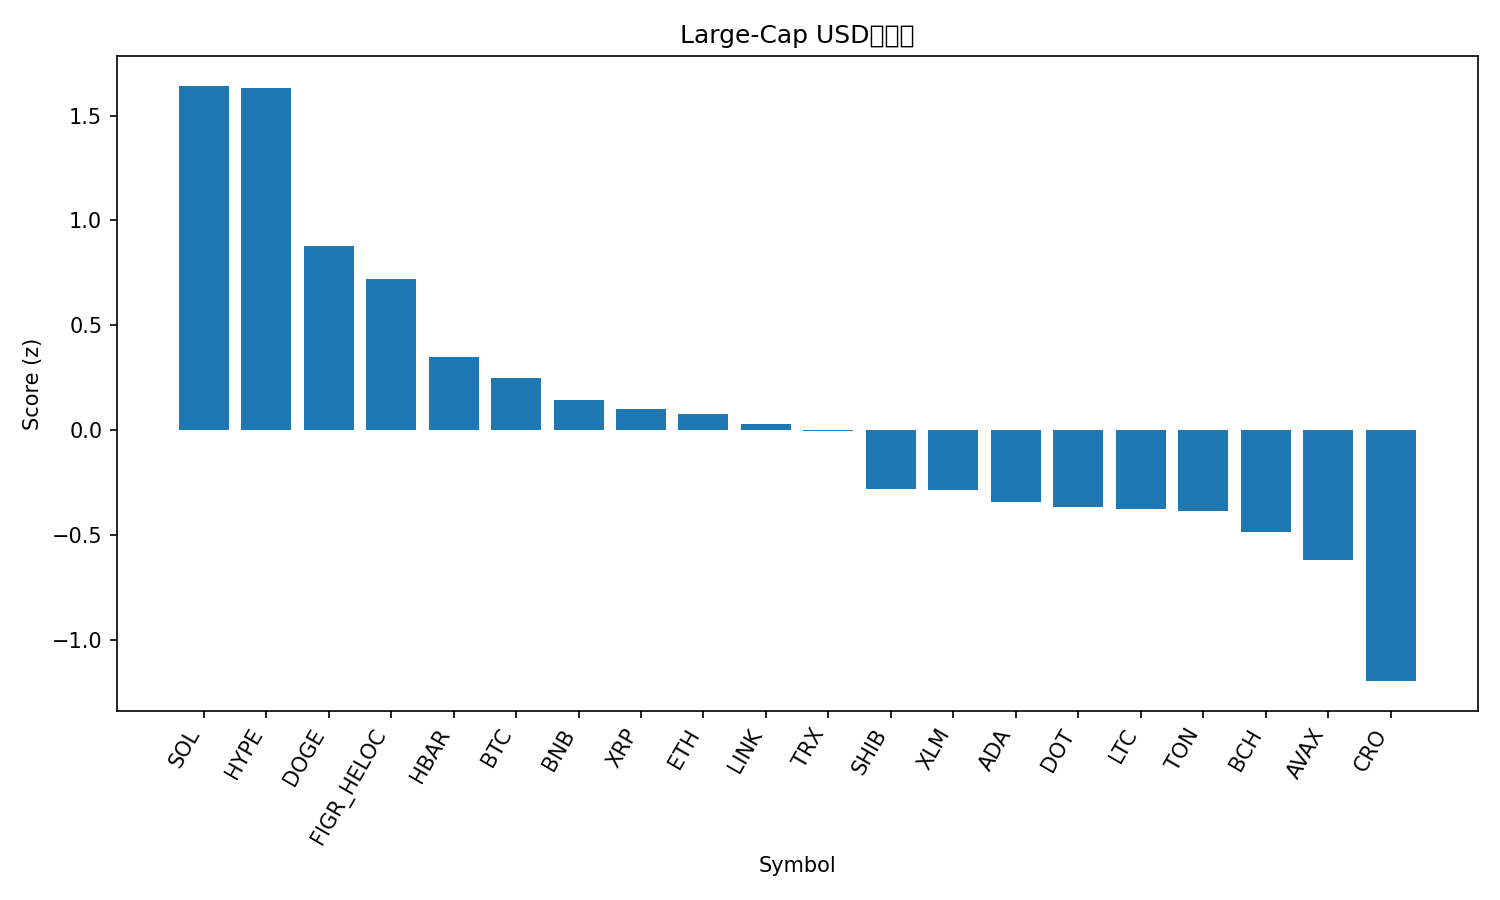 Large-Cap USD
Score (z)
1.5
1.0
0.5
0.0
−0.5
−1.0
SOL
HYPE
DOGE
FIGR_HELOC
HBAR
BTC
BNB
XRP
ETH
LINK
TRX
SHIB
XLM
ADA
DOT
LTC
TON
BCH
AVAX
CRO
Symbol